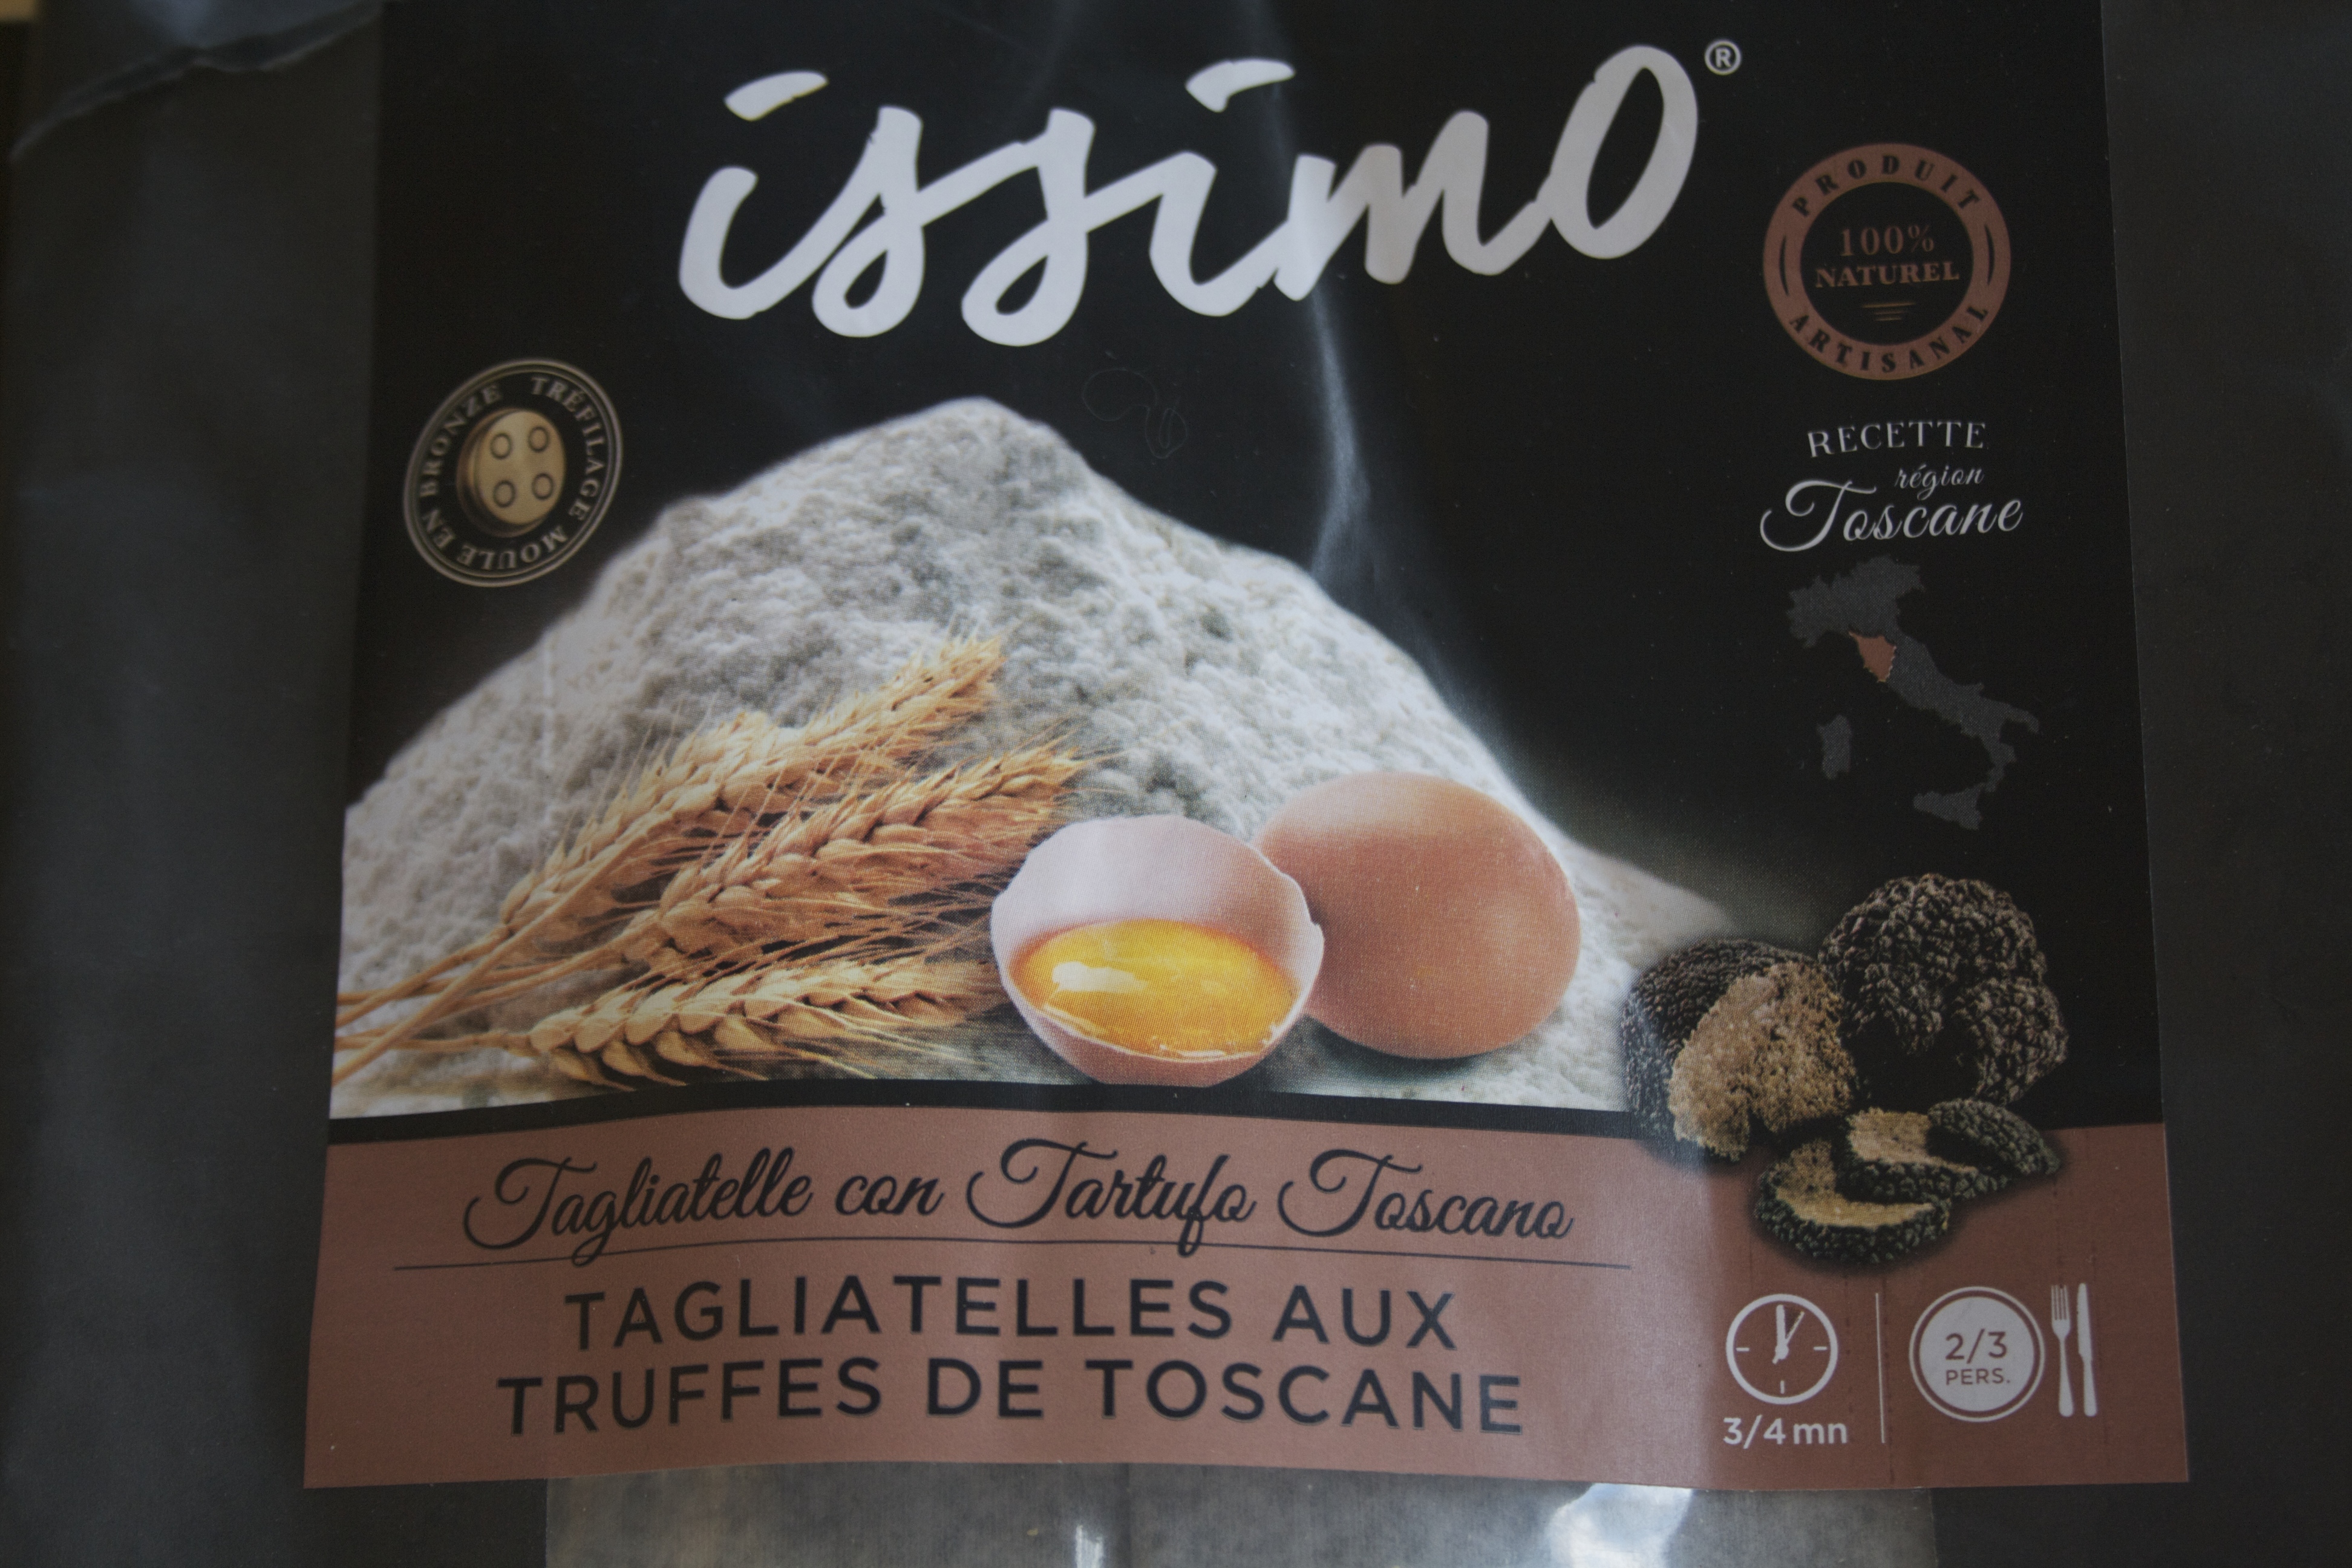 issimo®
PRODUIT ARTISANAL
100%
NATUREL
TRÉFILAGE MOULE EN BRONZE
RECETTE
région
Toscane
Tagliatelle con Tartufo Toscano
TAGLIATELLES AUX
TRUFFES DE TOSCANE
3/4 mn
2/3
PERS.